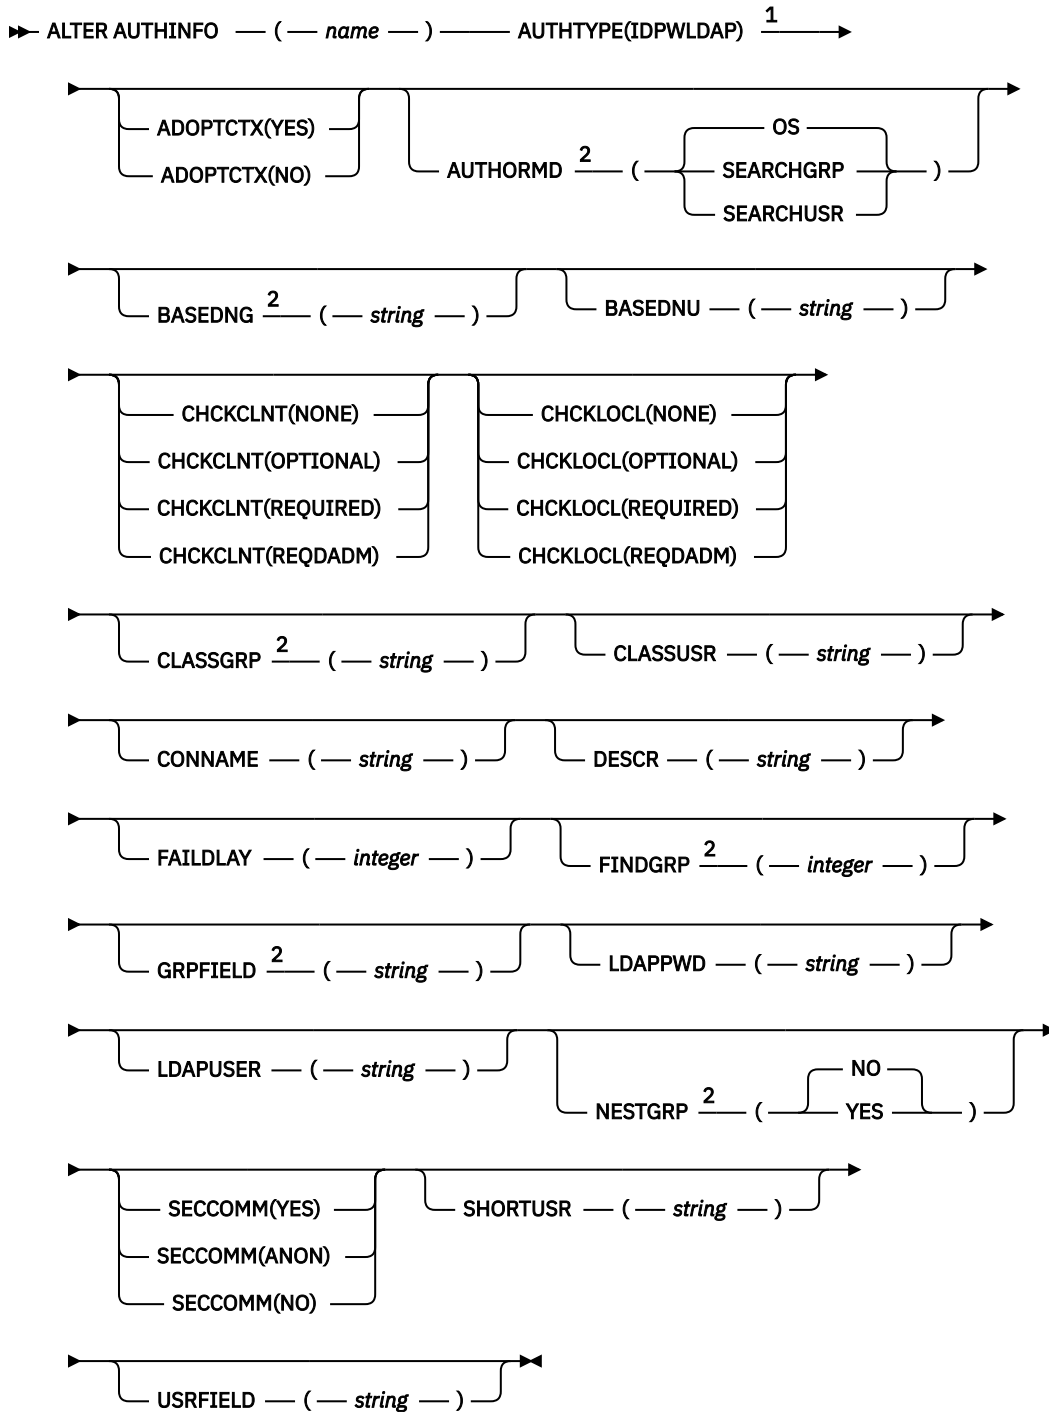 ALTER AUTHINFO ( name ) AUTHTYPE(IDPWLDAP) 1
ADOPTCTX(YES)
ADOPTCTX(NO)
AUTHORMD 2 (
OS
SEARCHGRP )
SEARCHUSR
BASEDNG 2 ( string ) BASEDNU ( string )
CHCKCLNT(NONE) CHCKLOCL(NONE)
CHCKCLNT(OPTIONAL) CHCKLOCL(OPTIONAL)
CHCKCLNT(REQUIRED) CHCKLOCL(REQUIRED)
CHCKCLNT(REQDADM) CHCKLOCL(REQDADM)
CLASSGRP 2 ( string ) CLASSUSR ( string )
CONNAME ( string ) DESCR ( string )
FAILDLAY ( integer ) FINDGRP 2 ( integer )
GRPFIELD 2 ( string ) LDAPPWD ( string )
LDAPUSER ( string )
NO
NESTGRP 2 ( YES )
SECCOMM(YES) SHORTUSR ( string )
SECCOMM(ANON)
SECCOMM(NO)
USRFIELD ( string )